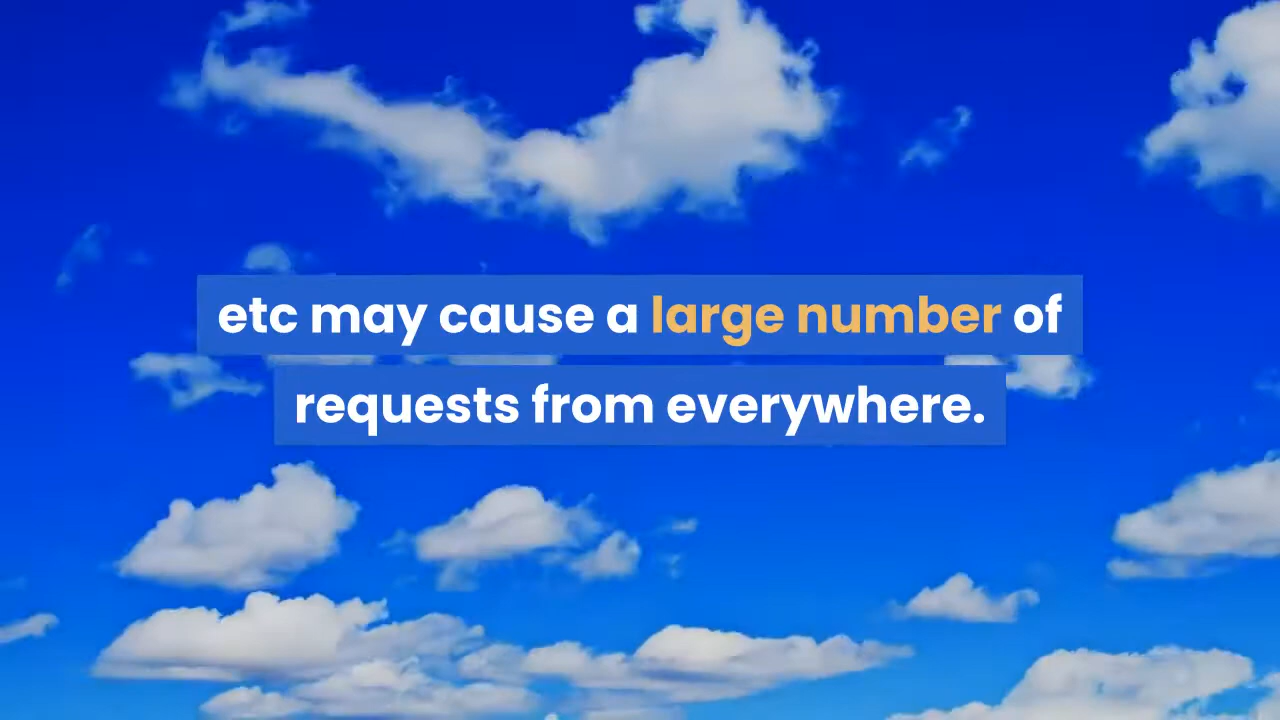 etc may cause a large number of
requests from everywhere.